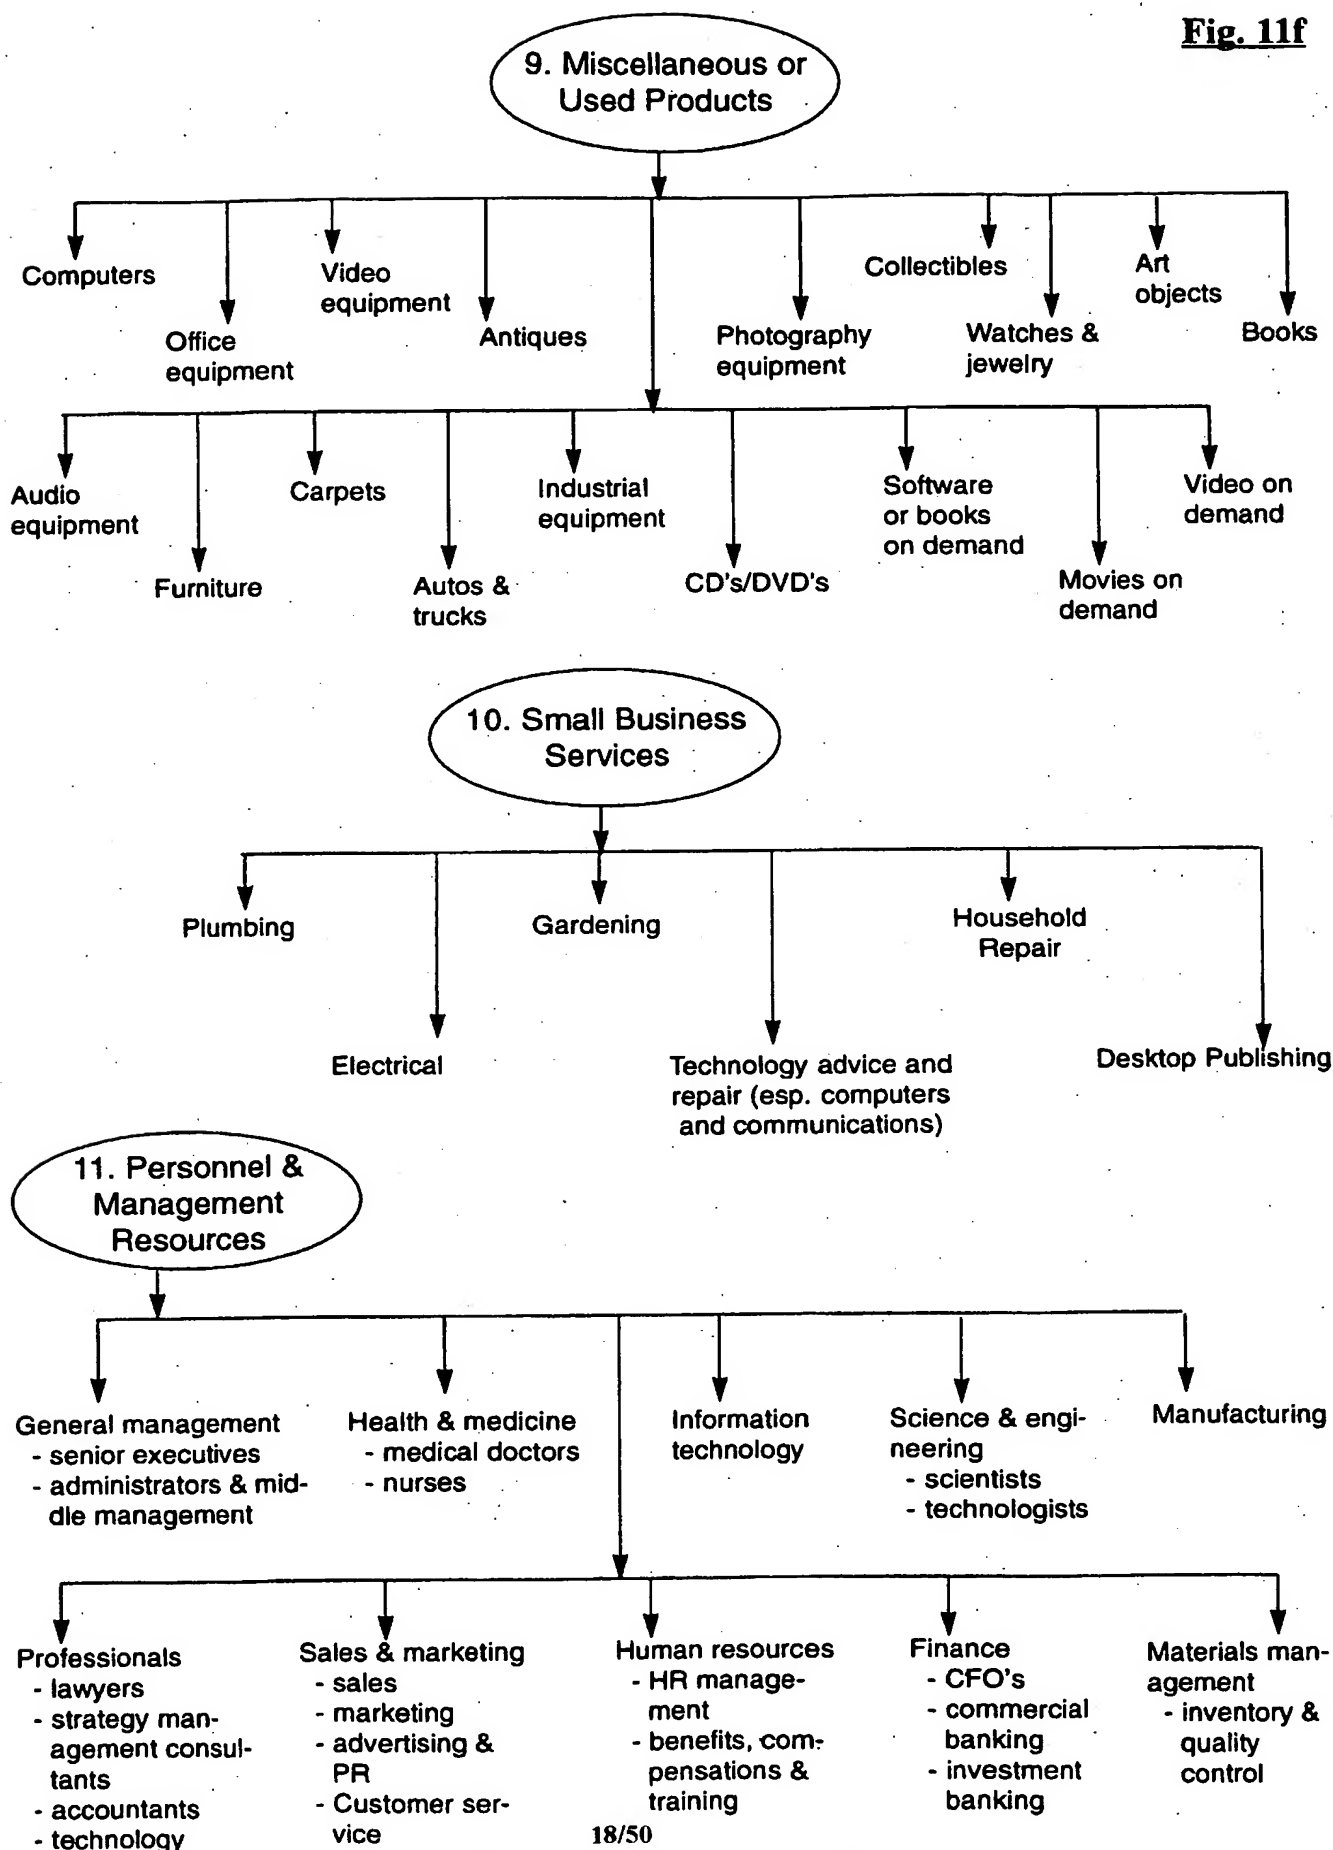 Fig. 11f
9. Miscellaneous or
Used Products
Computers
Office
equipment
Video
equipment
Antiques
Photography
equipment
Collectibles
Watches &
jewelry
Art
objects
Books
Audio
equipment
Furniture
Carpets
Autos &
trucks
Industrial
equipment
CD's/DVD's
Software
or books
on demand
Movies on
demand
Video on
demand
10. Small Business
Services
Plumbing
Electrical
Gardening
Technology advice and
repair (esp. computers
and communications)
Household
Repair
Desktop Publishing
11. Personnel &
Management
Resources
General management
- senior executives
- administrators & mid-
dle management
Health & medicine
- medical doctors
- nurses
Information
technology
Science & engi-
neering
- scientists
- technologists
Manufacturing
Professionals
- lawyers
- strategy man-
agement consul-
tants
- accountants
- technology
Sales & marketing
- sales
- marketing
- advertising &
PR
- Customer ser-
vice
Human resources
- HR manage-
ment
- benefits, com-
pensations &
training
Finance
- CFO's
- commercial
banking
- investment
banking
Materials man-
agement
- inventory &
quality
control
18/50